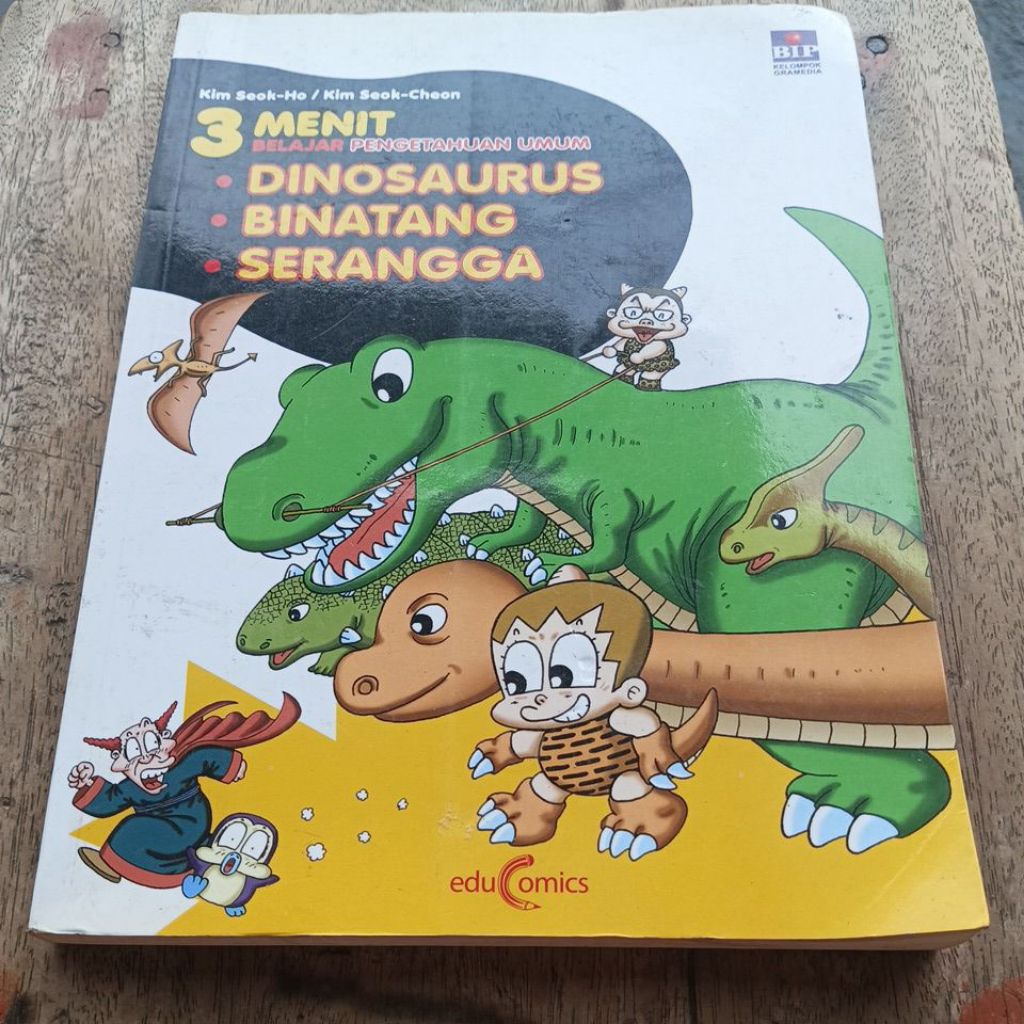 BIP
KELOMPOK
GRAMEDIA
Kim Seok-Ho / Kim Seok-Cheon
3 MENIT
BELAJAR PENGETAHUAN UMUM
• DINOSAURUS
• BINATANG
• SERANGGA
eduComics